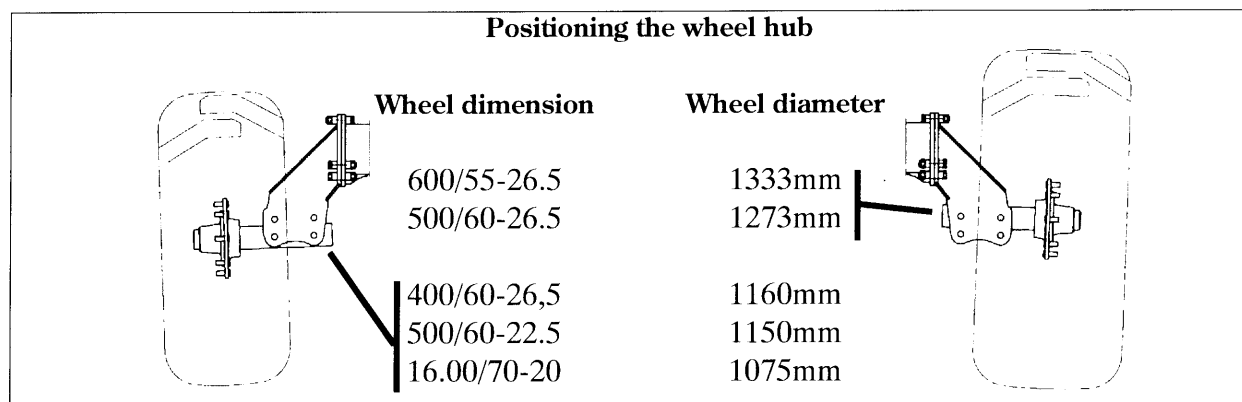 Positioning the wheel hub
Wheel dimension Wheel diameter
600/55-26.5 1333mm
500/60-26.5 1273mm
400/60-26,5 1160mm
500/60-22.5 1150mm
16.00/70-20 1075mm